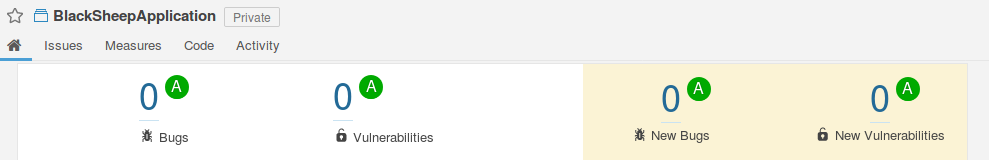 BlackSheepApplication Private
Issues Measures Code Activity
0 A 0 A 0 A 0 A
Bugs Vulnerabilities New Bugs New Vulnerabilities